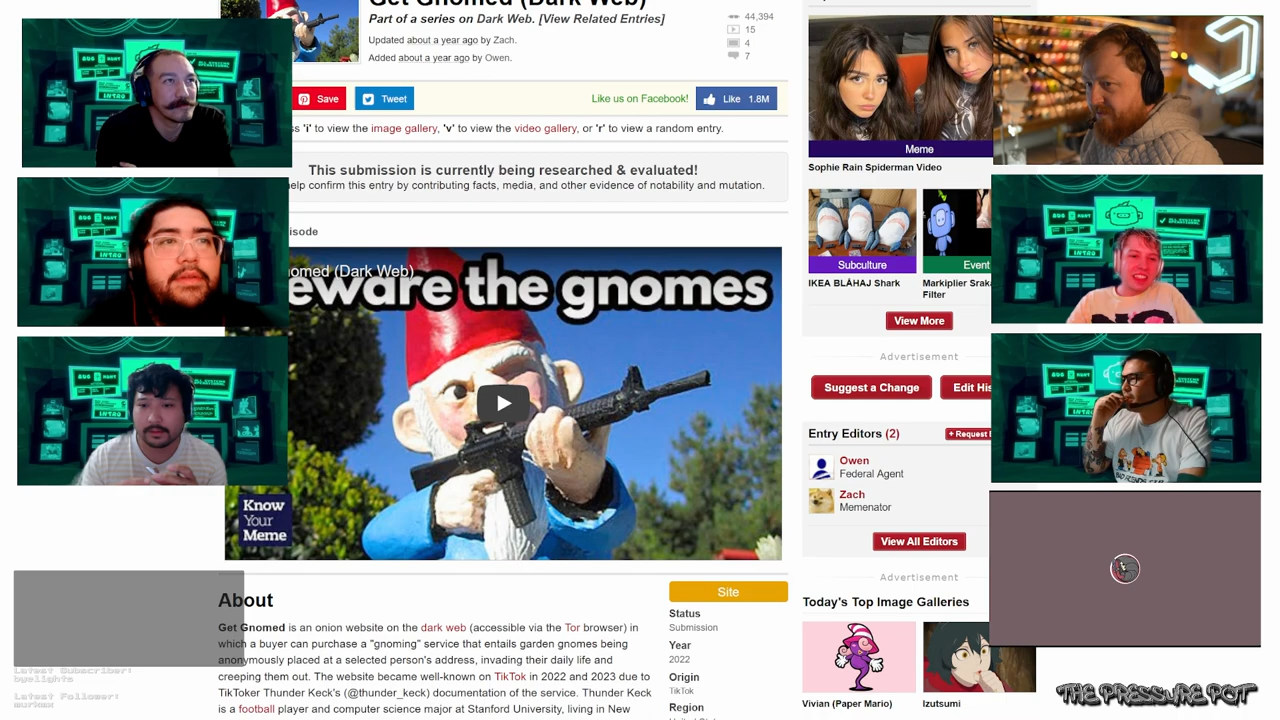 Get Gnomed (Dark Web)
Part of a series on Dark Web. [View Related Entries]
Updated about a year ago by Zach.
Added about a year ago by Owen.
44,394
15
4
7
Save
Tweet
Like us on Facebook!
Like 1.8M
'i' to view the image gallery, 'v' to view the video gallery, or 'r' to view a random entry.
This submission is currently being researched & evaluated!
help confirm this entry by contributing facts, media, and other evidence of notability and mutation.
isode
nomed (Dark Web)
eware the gnomes
Know
Your
Meme
About
Get Gnomed is an onion website on the dark web (accessible via the Tor browser) in
which a buyer can purchase a "gnoming" service that entails garden gnomes being
anonymously placed at a selected person's address, invading their daily life and
creeping them out. The website became well-known on TikTok in 2022 and 2023 due to
TikToker Thunder Keck's (@thunder_keck) documentation of the service. Thunder Keck
is a football player and computer science major at Stanford University, living in New
Site
Status
Submission
Year
2022
Origin
TikTok
Region
Meme
Sophie Rain Spiderman Video
Subculture
Event
IKEA BLÅHAJ Shark
Markiplier Sraka
Filter
View More
Advertisement
Suggest a Change
Edit His
Entry Editors (2)
+ Request E
Owen
Federal Agent
Zach
Memenator
View All Editors
Advertisement
Today's Top Image Galleries
Vivian (Paper Mario)
Izutsumi
Latest Subscriber:
byelights
Latest Follower:
THE PRESSURE POT